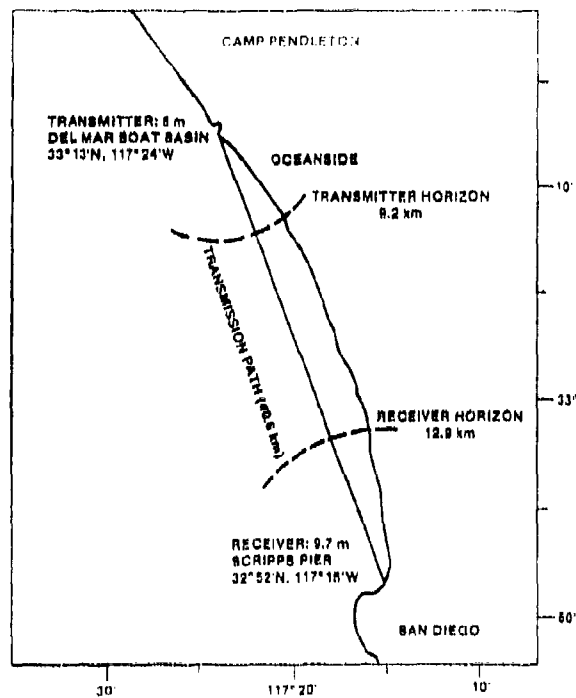 CAMP PENDLETON
TRANSMITTER: m
DEL MAR BOAT BASIN
33°13'N, 117°24'W
OCEANSIDE
10'
TRANSMITTER HORIZON
9.2 km
TRANSMISSION PATH (40.6 km)
33°
RECEIVER HORIZON
12.9 km
RECEIVER: 9.7 m
SCRIPPS PIER
32°52'N,
50'
SAN DIEGO
30'
117°20'
10'